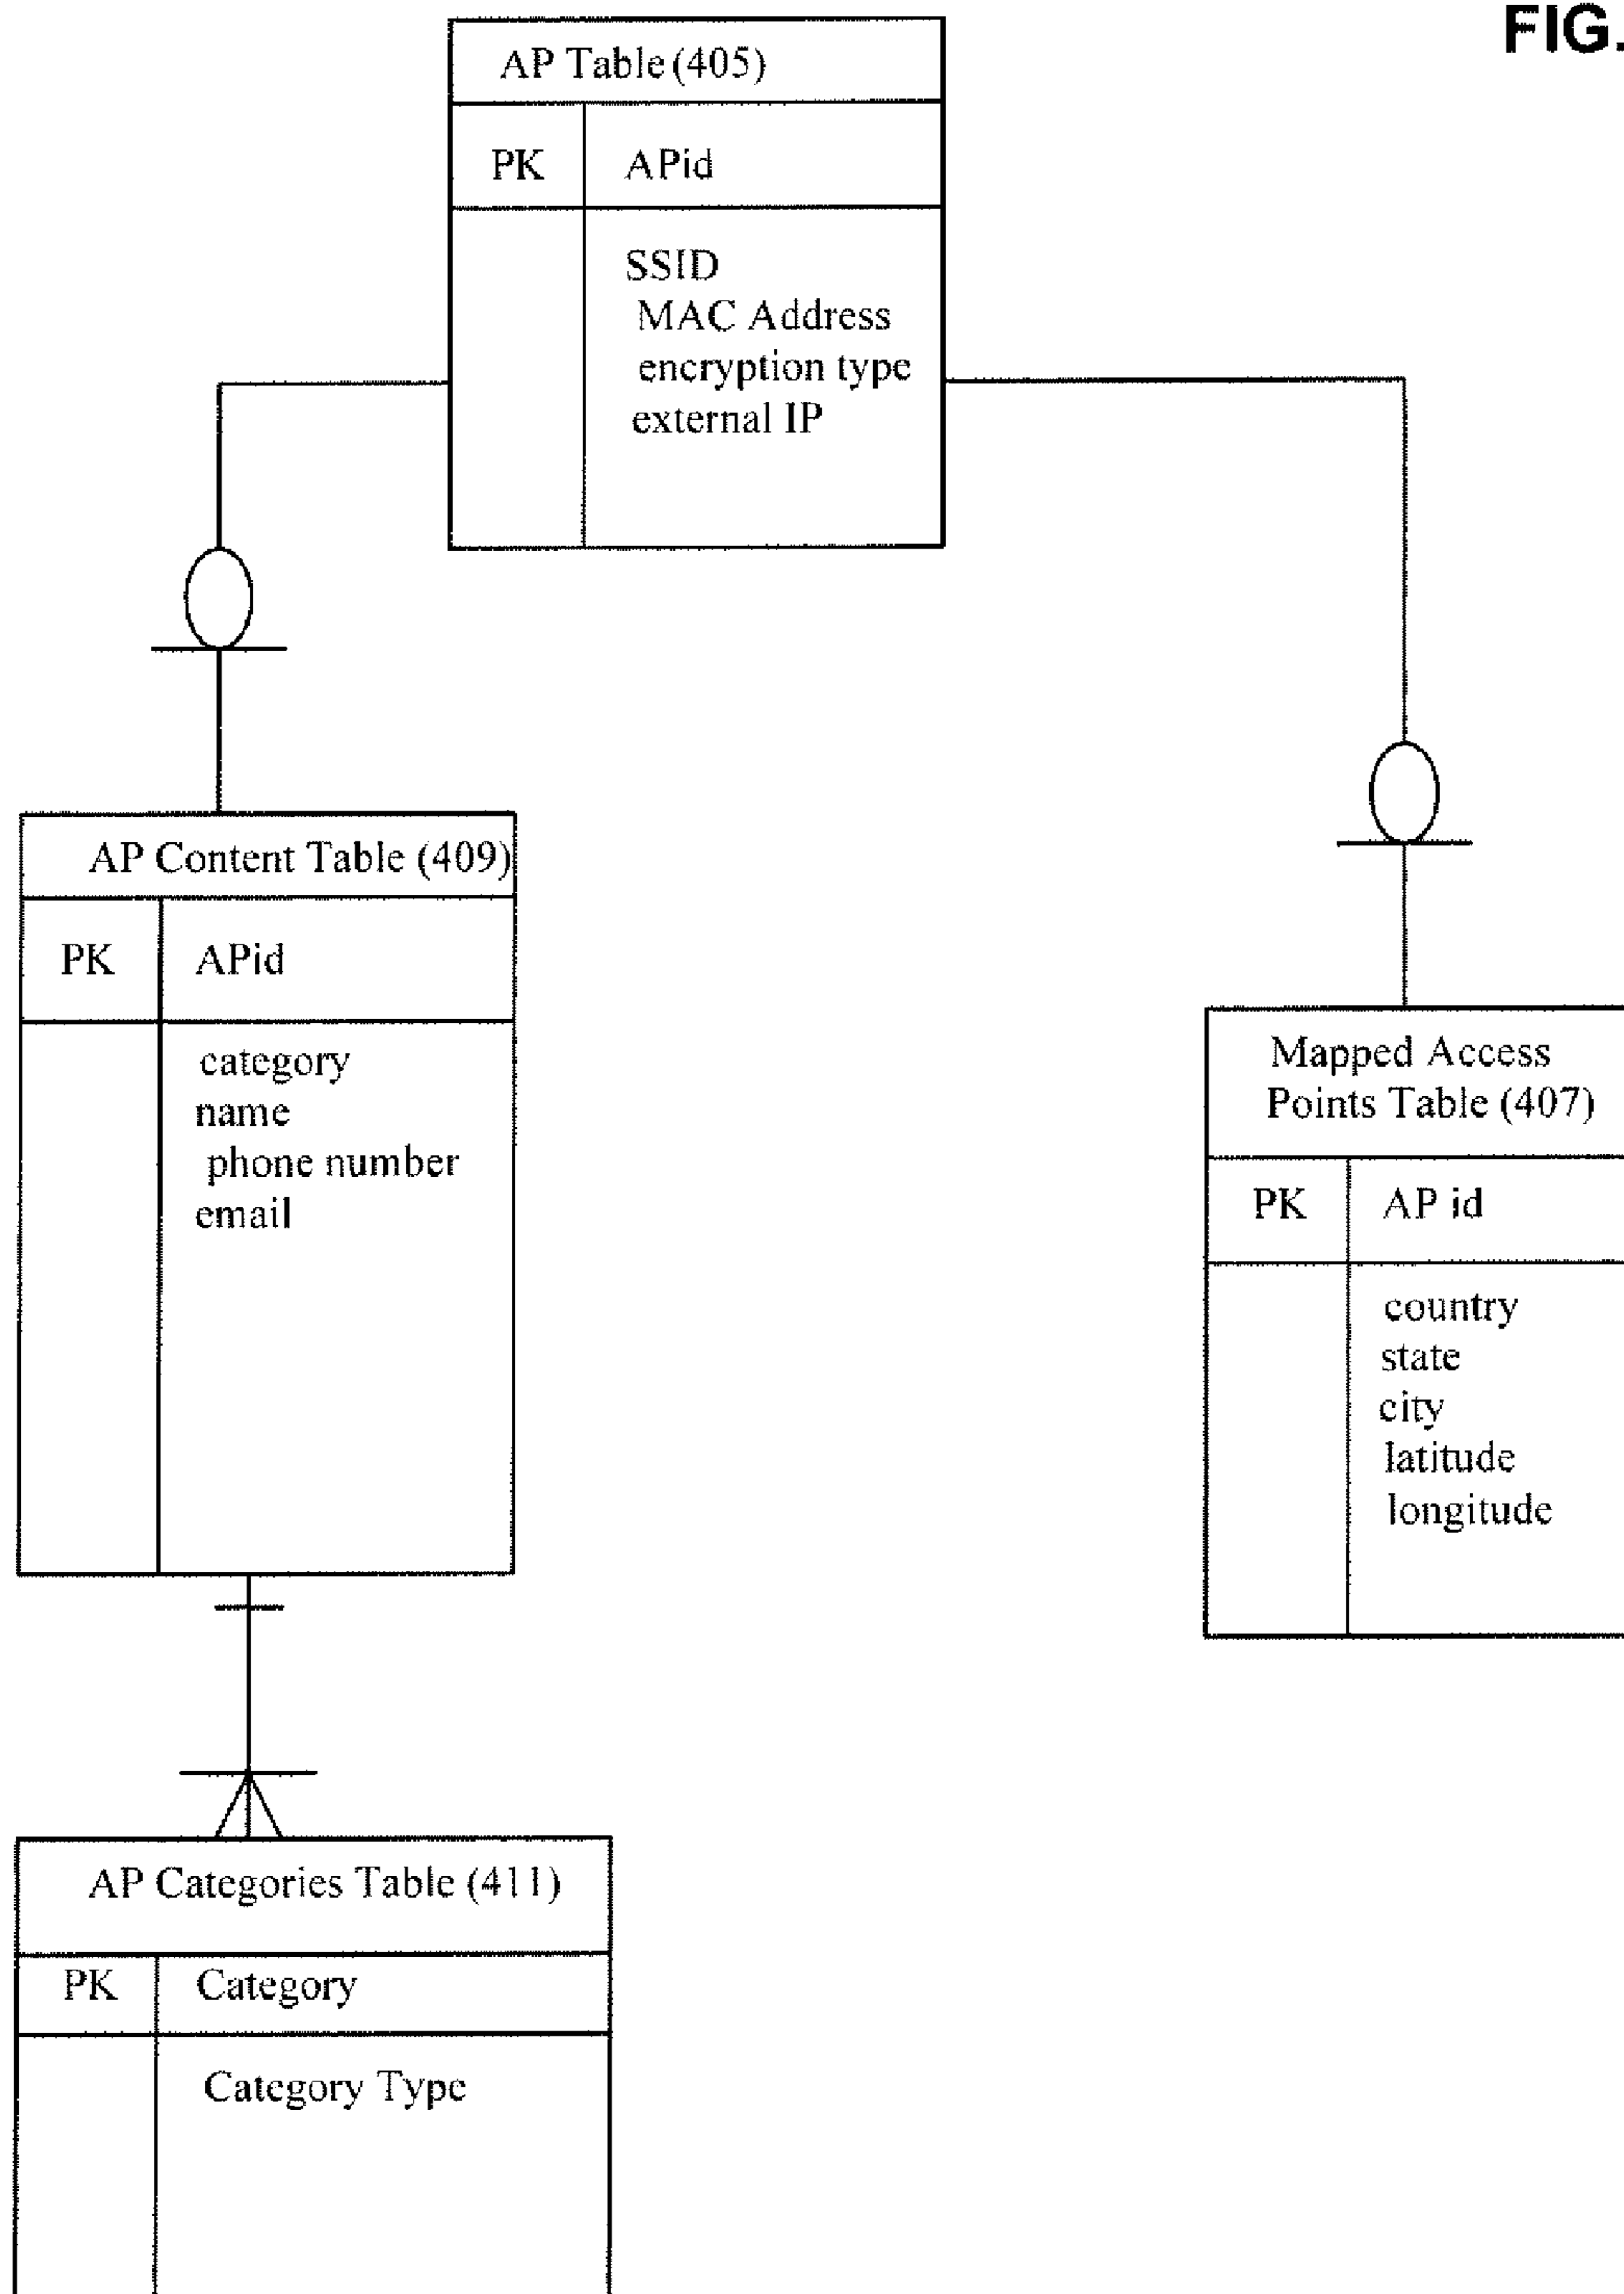 FIG.
AP Table (405)
PK APid
SSID
MAC Address
encryption type
external IP
AP Content Table (409)
PK APid
category
name
phone number
email
Mapped Access
Points Table (407)
PK AP id
country
state
city
latitude
longitude
AP Categories Table (411)
PK Category
Category Type